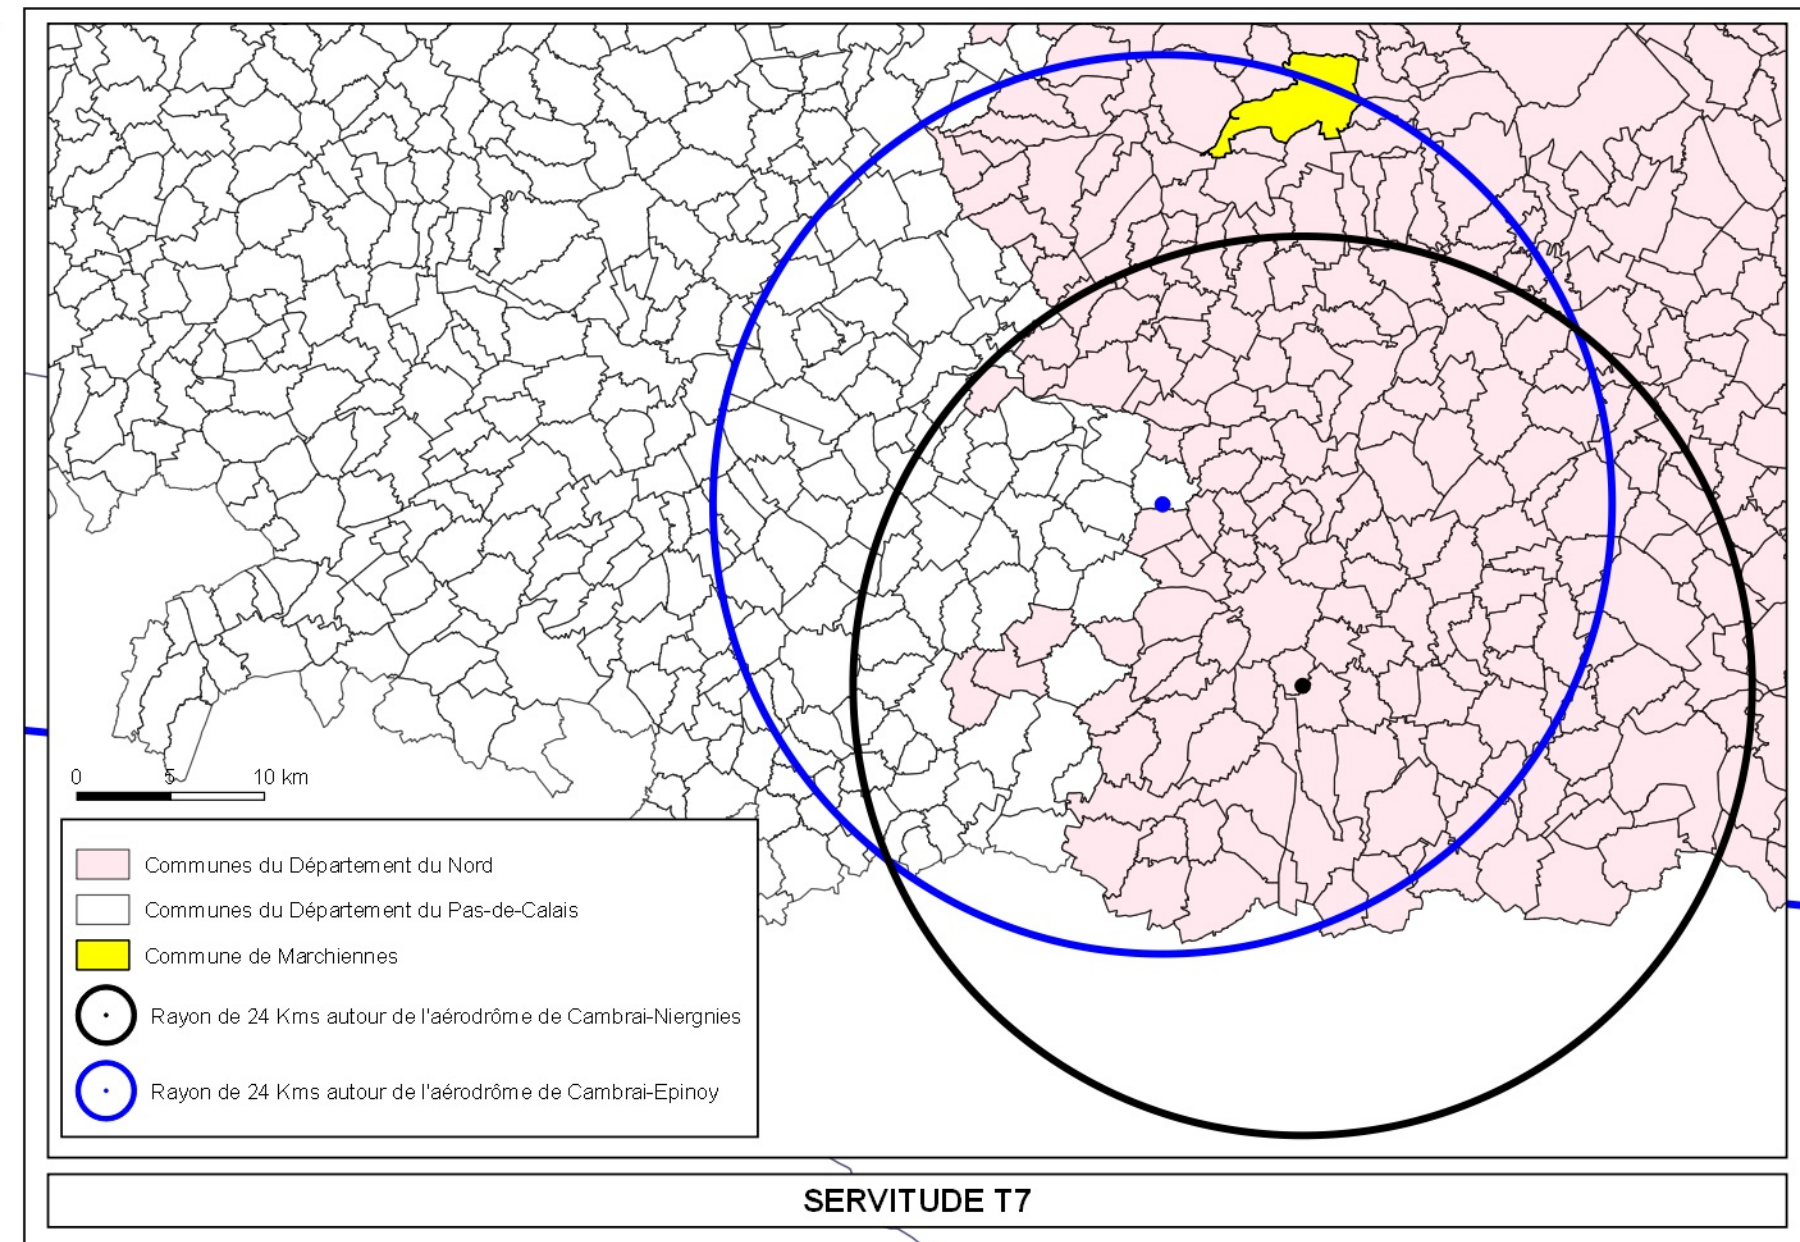 0 5 10 km
Communes du Département du Nord
Communes du Département du Pas-de-Calais
Commune de Marchiennes
Rayon de 24 Kms autour de l'aérodrôme de Cambrai-Niergnies
Rayon de 24 Kms autour de l'aérodrôme de Cambrai-Epinoy
SERVITUDE T7